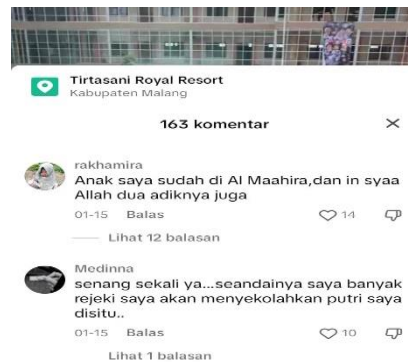 Tirtasani Royal Resort
Kabupaten Malang
163 komentar
rakhamira
Anak saya sudah di Al Maahira,dan in syaa
Allah dua adiknya juga
01-15 Balas 14
Lihat 12 balasan
Medinna
senang sekali ya...seandainya saya banyak
rejeki saya akan menyekolahkan putri saya
disitu..
01-15 Balas 10
Lihat 1 balasan